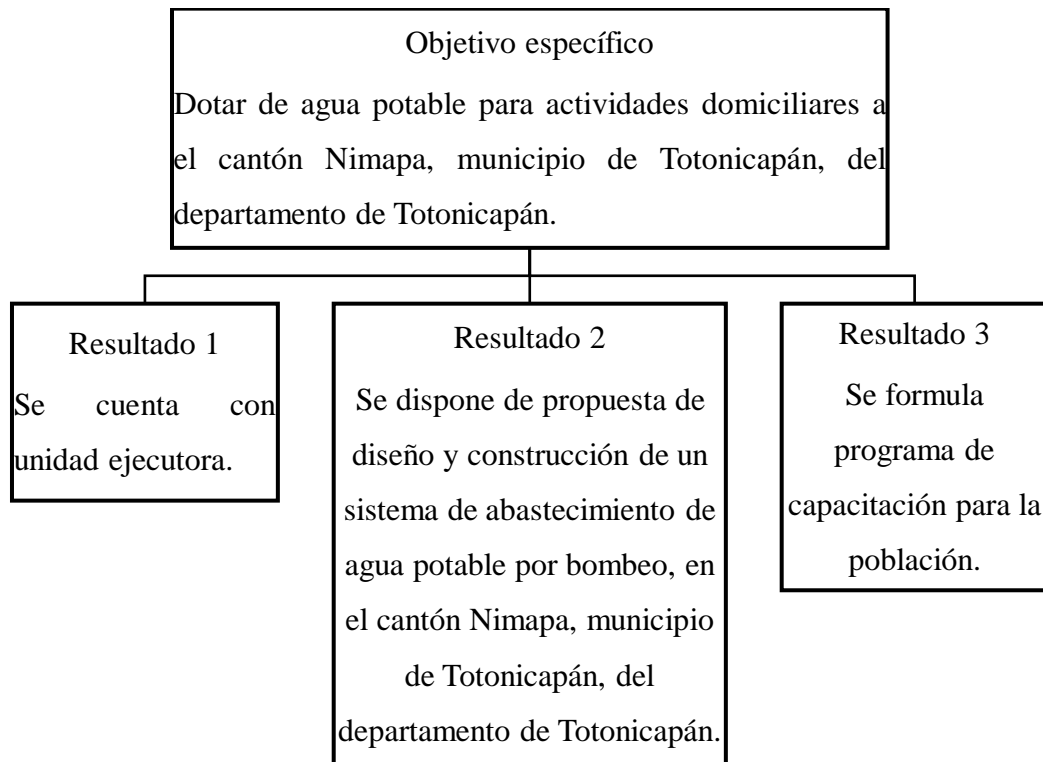 Objetivo específico
Dotar de agua potable para actividades domiciliares a
el cantón Nimapa, municipio de Totonicapán, del
departamento de Totonicapán.
Resultado 1
Se cuenta con
unidad ejecutora.
Resultado 2
Se dispone de propuesta de
diseño y construcción de un
sistema de abastecimiento de
agua potable por bombeo, en
el cantón Nimapa, municipio
de Totonicapán, del
departamento de Totonicapán.
Resultado 3
Se formula
programa de
capacitación para la
población.